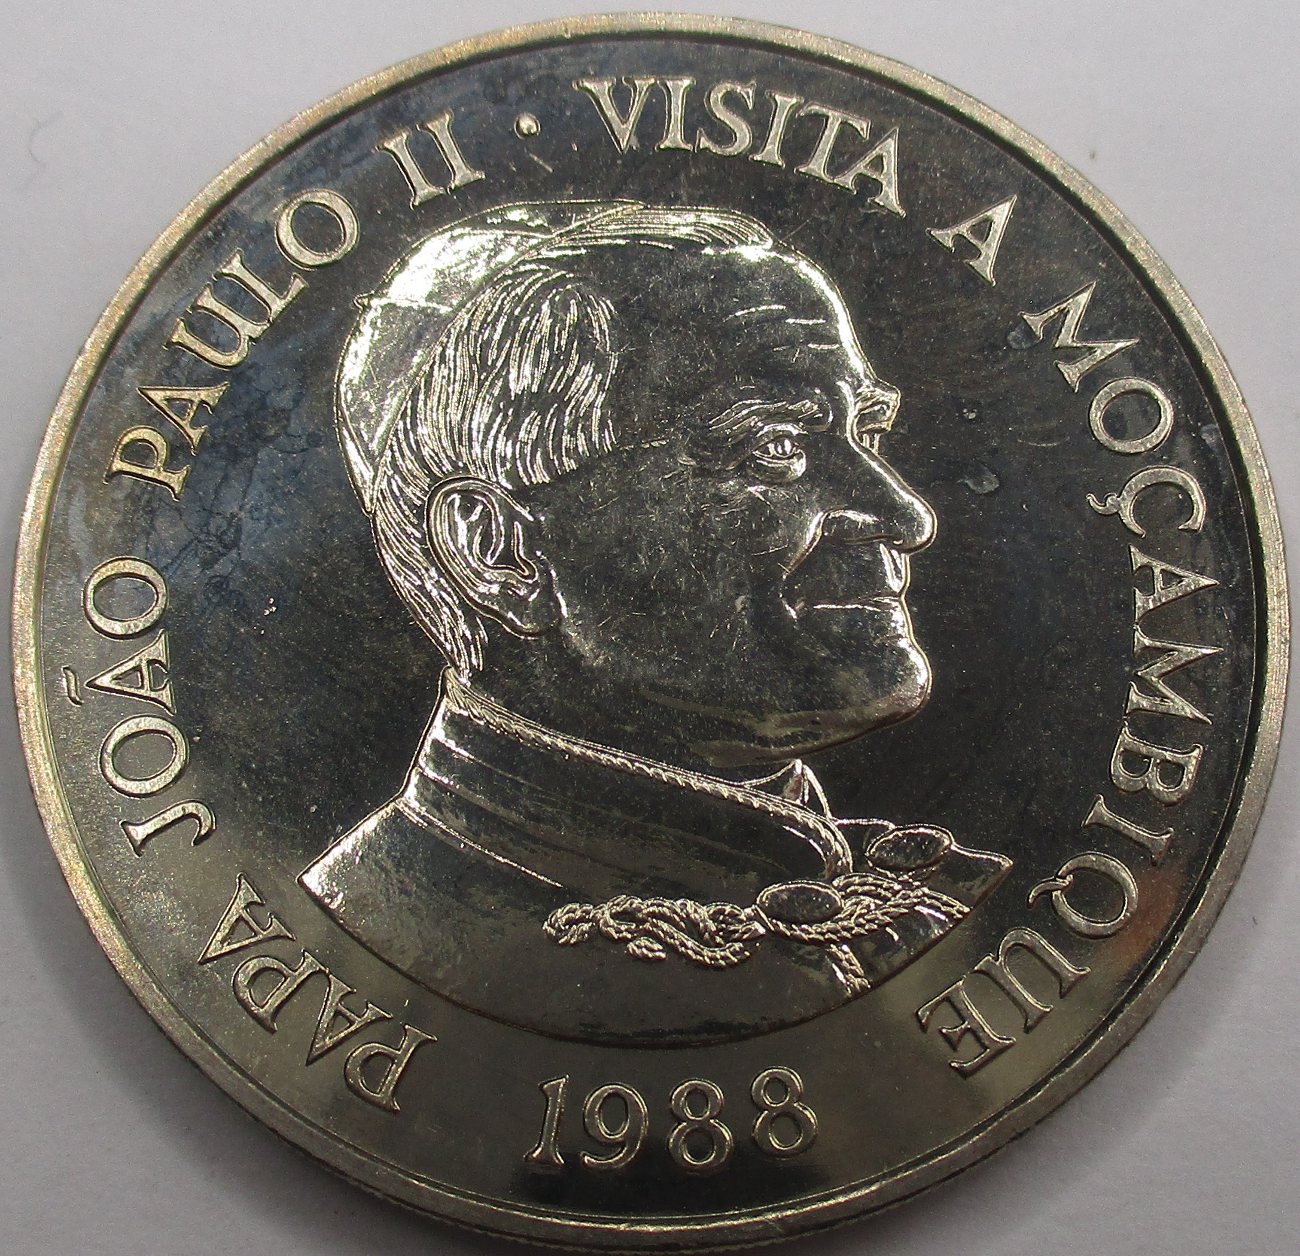 PAPA JOÃO PAULO II · VISITA A MOÇAMBIQUE
1988